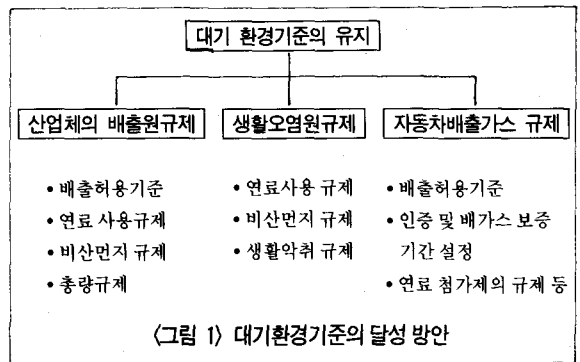 대기 환경기준의 유지
산업체의 배출원규제
생활오염원규제
자동차배출가스 규제
• 배출허용기준
• 연료 사용규제
• 비산먼지 규제
• 총량규제
• 연료사용 규제
• 비산먼지 규제
• 생활악취 규제
• 배출허용기준
• 인증 및 배가스 보증
기간 설정
• 연료 첨가제의 규제 등
〈그림 1〉 대기환경기준의 달성 방안